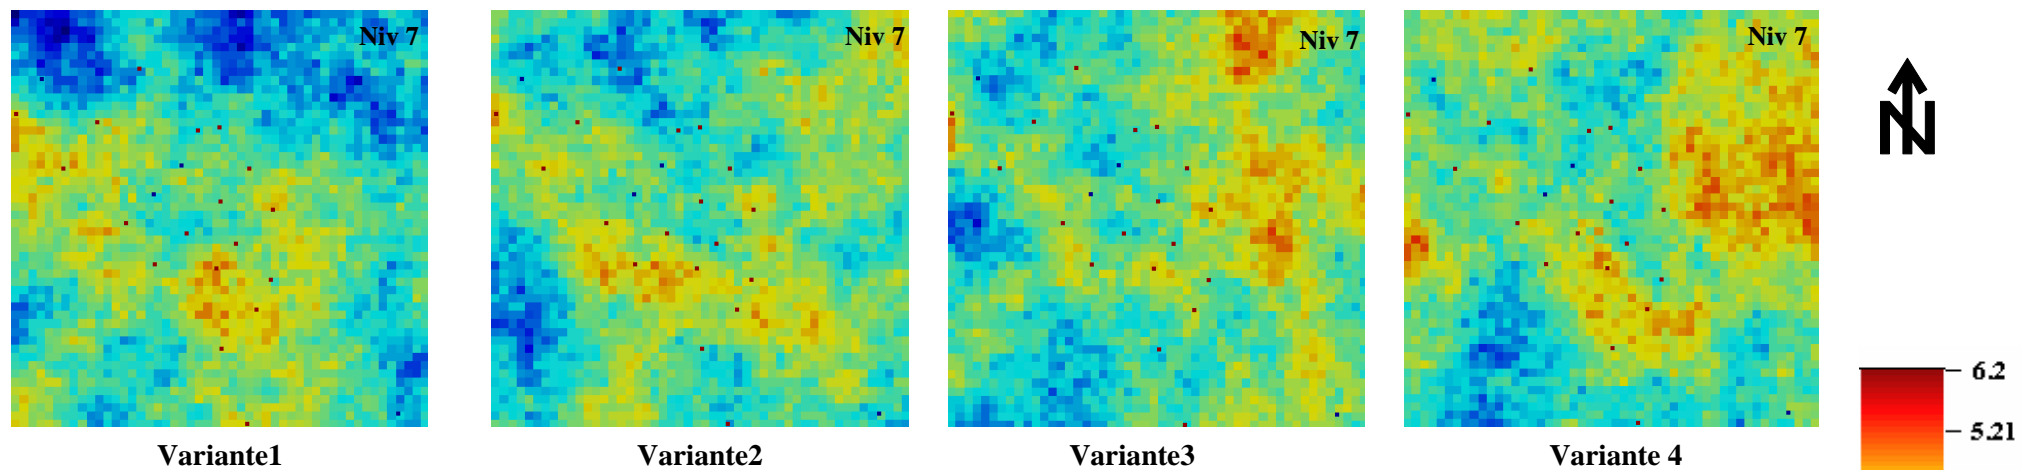 Niv 7
Niv 7
Niv 7
Niv 7
N
6.2
5.21
Variante1
Variante2
Variante3
Variante 4